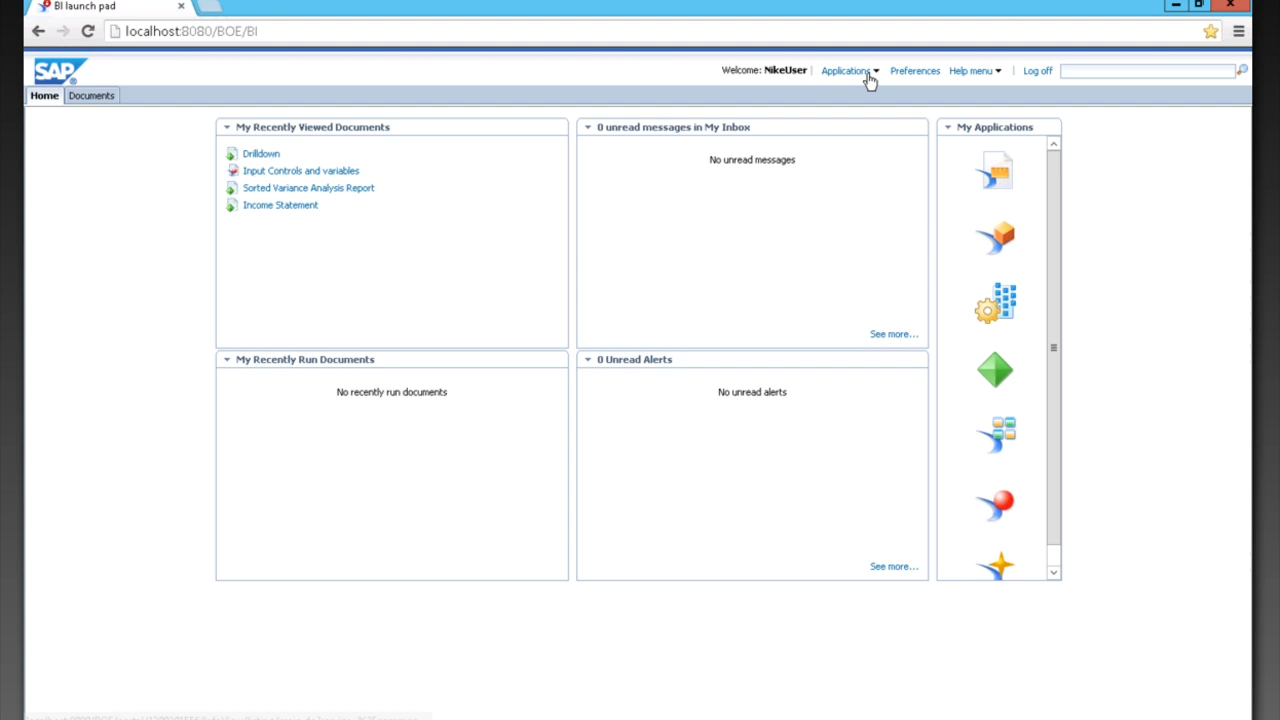 BI launch pad
localhost:8080/BOE/BI
SAP
Welcome: NikeUser | Applications Preferences Help menu | Log off
Home Documents
My Recently Viewed Documents
Drilldown
Input Controls and variables
Sorted Variance Analysis Report
Income Statement
0 unread messages in My Inbox
No unread messages
See more...
My Applications
My Recently Run Documents
No recently run documents
0 Unread Alerts
No unread alerts
See more...